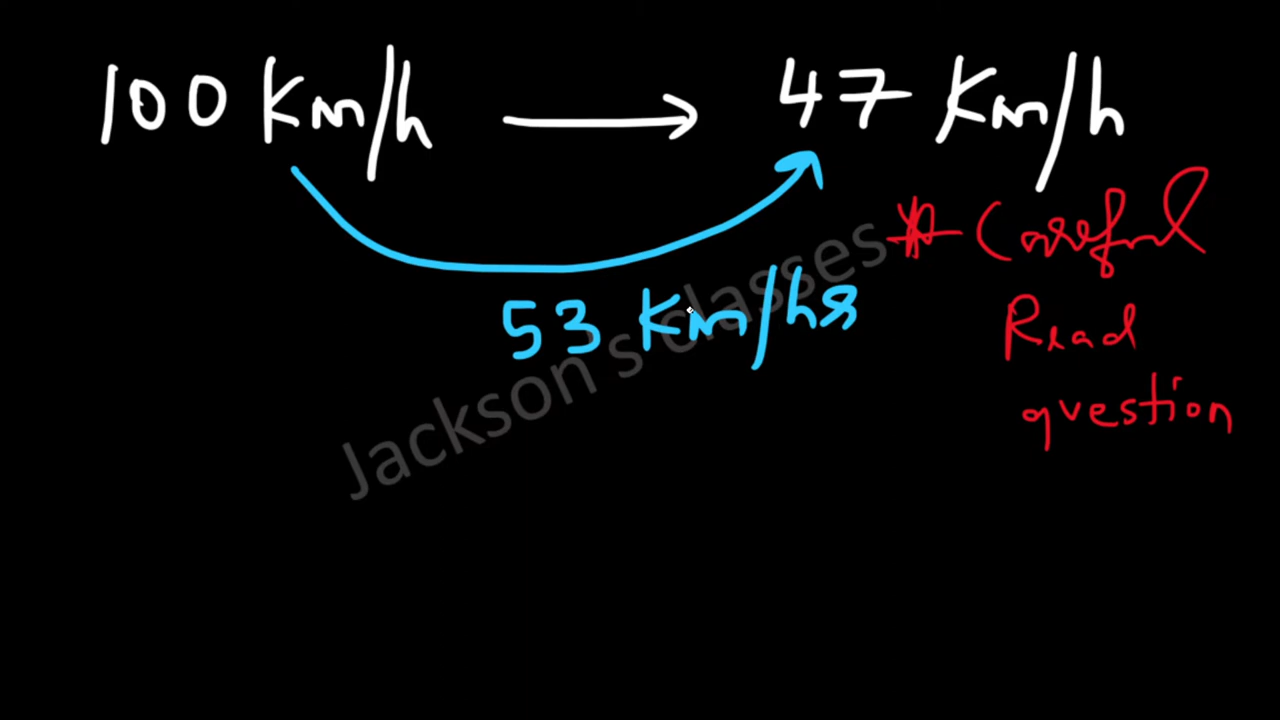 100 Km/h → 47 Km/h
* Careful
53 Km/hr
Read
question
Jackson's classes